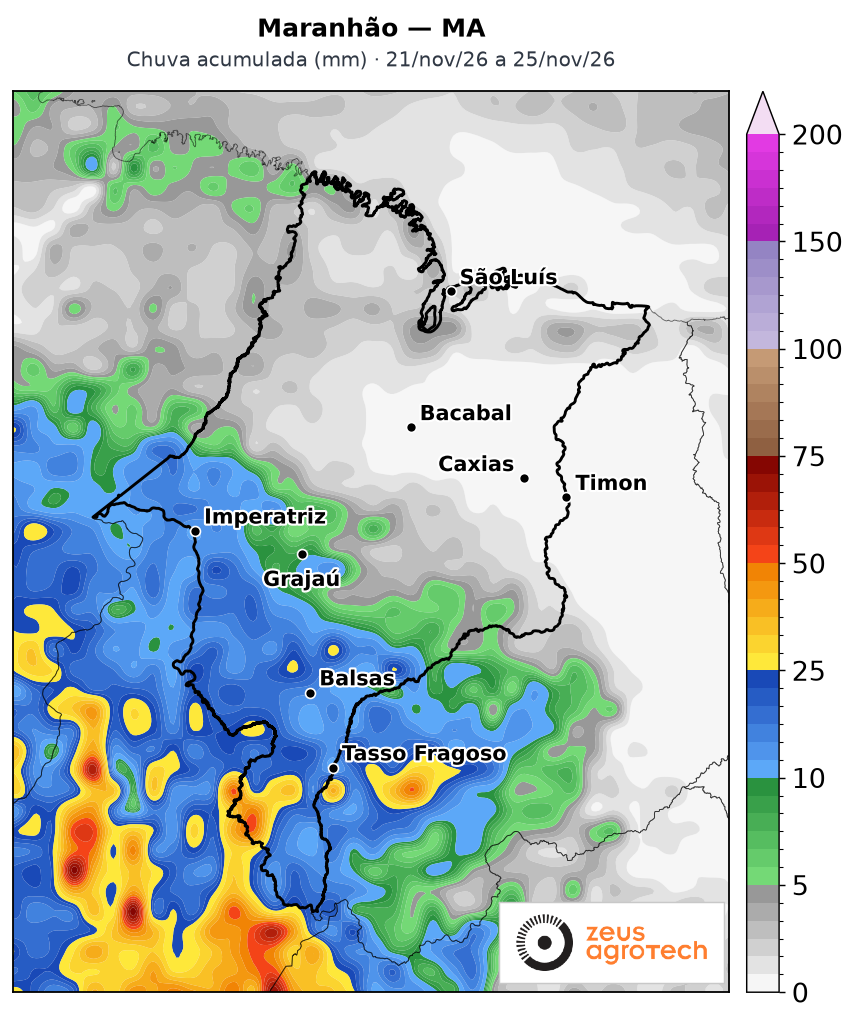 Maranhão — MA
Chuva acumulada (mm) · 21/nov/26 a 25/nov/26
São Luís
Bacabal
Caxias
Timon
Imperatriz
Grajaú
Balsas
Tasso Fragoso
200
150
100
75
50
25
10
5
0
zeus
agrotech